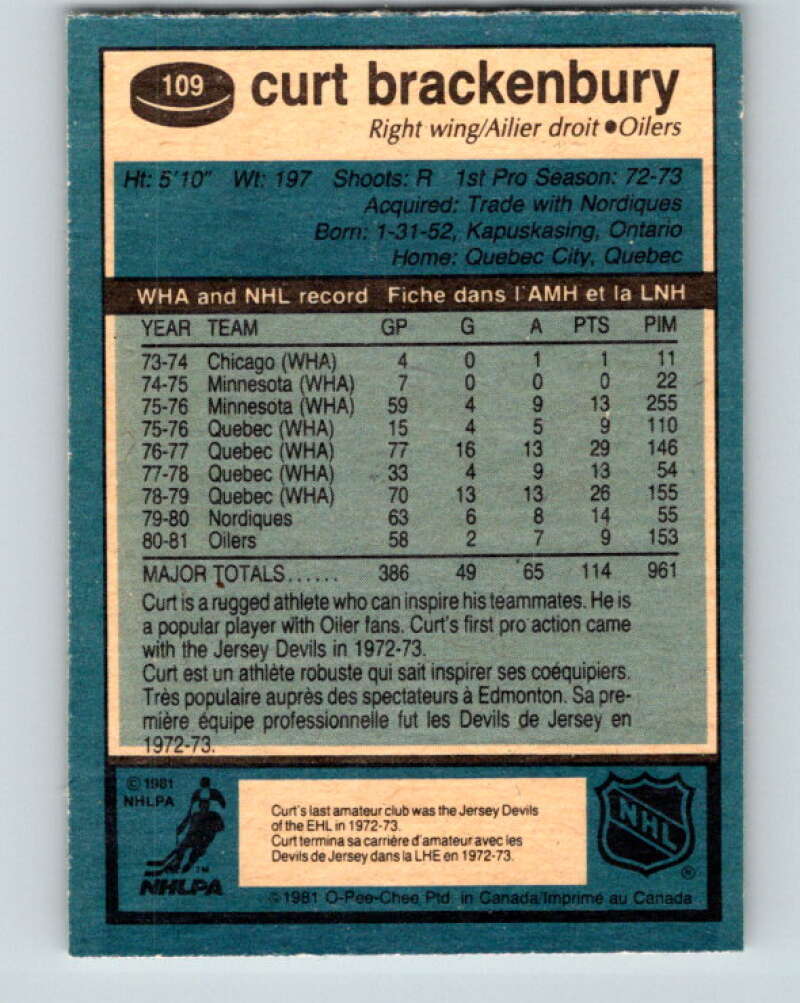 109 curt brackenbury
Right wing/Ailier droit ● Oilers
Ht: 5'10" Wt: 197 Shoots: R 1st Pro Season: 72-73
Acquired: Trade with Nordiques
Born: 1-31-52, Kapuskasing, Ontario
Home: Quebec City, Quebec
WHA and NHL record Fiche dans l'AMH et la LNH
YEAR TEAM GP G A PTS PIM
73-74 Chicago (WHA) 4 0 1 1 11
74-75 Minnesota (WHA) 7 0 0 0 22
75-76 Minnesota (WHA) 59 4 9 13 255
75-76 Quebec (WHA) 15 4 5 9 110
76-77 Quebec (WHA) 77 16 13 29 146
77-78 Quebec (WHA) 33 4 9 13 54
78-79 Quebec (WHA) 70 13 13 26 155
79-80 Nordiques 63 6 8 14 55
80-81 Oilers 58 2 7 9 153
MAJOR TOTALS...... 386 49 65 114 961
Curt is a rugged athlete who can inspire his teammates. He is
a popular player with Oiler fans. Curt's first pro action came
with the Jersey Devils in 1972-73.
Curt est un athlète robuste qui sait inspirer ses coéquipiers.
Très populaire auprès des spectateurs à Edmonton. Sa pre-
mière équipe professionnelle fut les Devils de Jersey en
1972-73.
© 1981
NHLPA
TM
NHLPA
Curt's last amateur club was the Jersey Devils
of the EHL in 1972-73.
Curt termina sa carrière d'amateur avec les
Devils de Jersey dans la LHE en 1972-73.
NHL
®
© 1981 O-Pee-Chee Ptd. in Canada/Imprimé au Canada